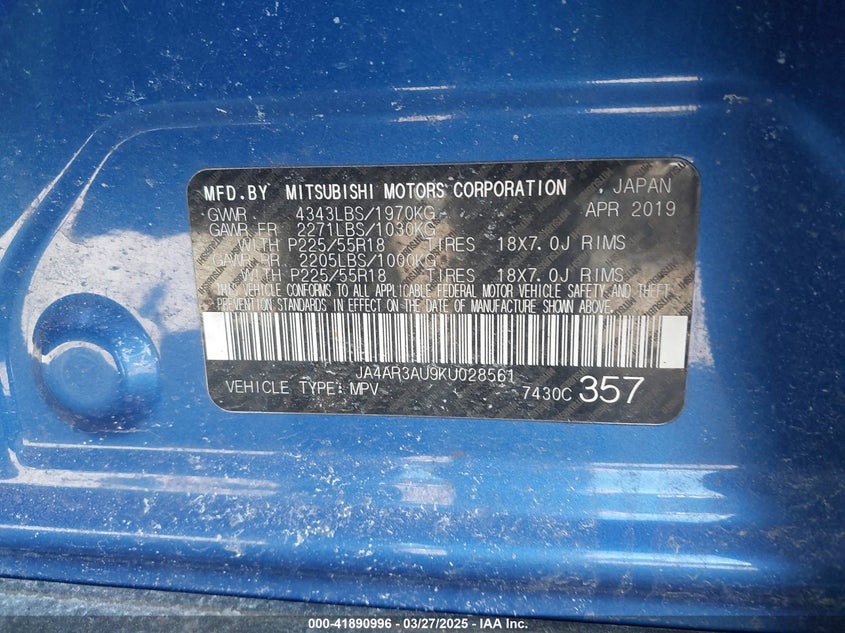 MFD.BY MITSUBISHI MOTORS CORPORATION . JAPAN
GVWR 4343LBS/1970KG APR 2019
GAWR FR 2271LBS/1030KG
WITH P225/55R18 TIRES 18X7.0J RIMS
GAWR RR 2205LBS/1000KG
WITH P225/55R18 TIRES 18X7.0J RIMS
THIS VEHICLE CONFORMS TO ALL APPLICABLE FEDERAL MOTOR VEHICLE SAFETY AND THEFT
PREVENTION STANDARDS IN EFFECT ON THE DATE OF MANUFACTURE SHOWN ABOVE.
JA4AR3AU9KU028561
VEHICLE TYPE: MPV 7430C 357
000-41890996 — 03/27/2025 — IAA Inc.